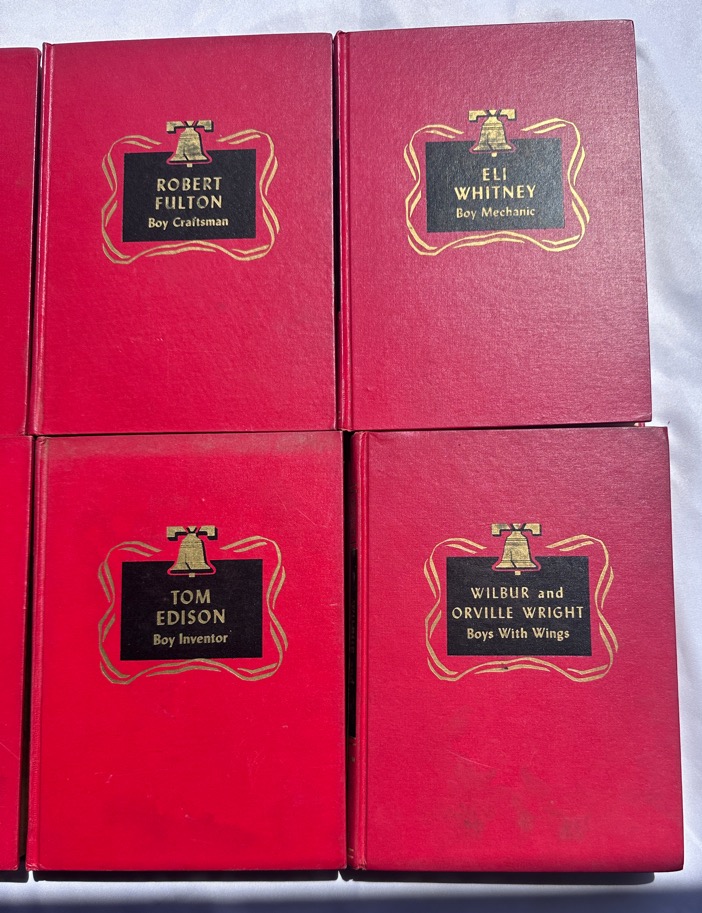 ROBERT
FULTON
Boy Craftsman
ELI
WHITNEY
Boy Mechanic
TOM
EDISON
Boy Inventor
WILBUR and
ORVILLE WRIGHT
Boys With Wings